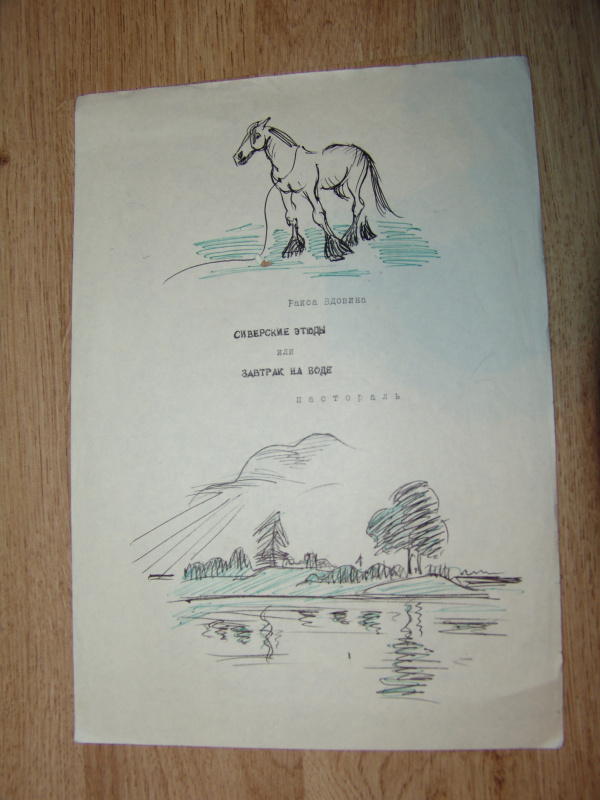 Раиса Вдовина
СИВЕРСКИЕ ЭТЮДЫ
или
ЗАВТРАК НА ВОДЕ
пастораль